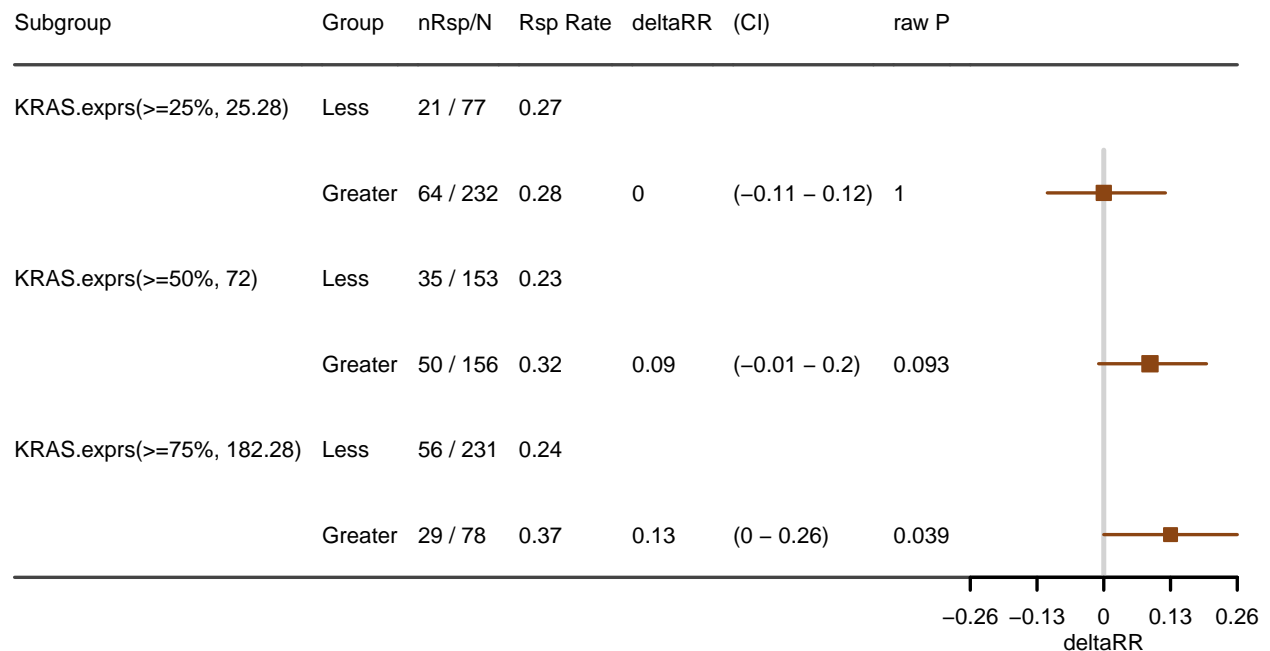 Subgroup Group nRsp/N Rsp Rate deltaRR (CI) raw P
KRAS.exprs(>=25%, 25.28) Less 21 / 77 0.27
Greater 64 / 232 0.28 0 (−0.11 − 0.12) 1
KRAS.exprs(>=50%, 72) Less 35 / 153 0.23
Greater 50 / 156 0.32 0.09 (−0.01 − 0.2) 0.093
KRAS.exprs(>=75%, 182.28) Less 56 / 231 0.24
Greater 29 / 78 0.37 0.13 (0 − 0.26) 0.039
−0.26 −0.13 0 0.13 0.26
deltaRR